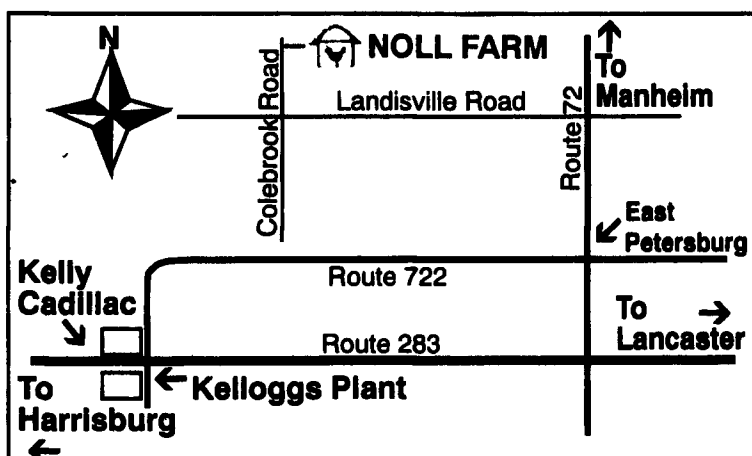 N
NOLL FARM
To
Manheim
Landisville Road
Colebrook Road
Route 72
East
Petersburg
Kelly
Cadillac
Route 722
To
Lancaster
Route 283
To
Harrisburg
Kelloggs Plant